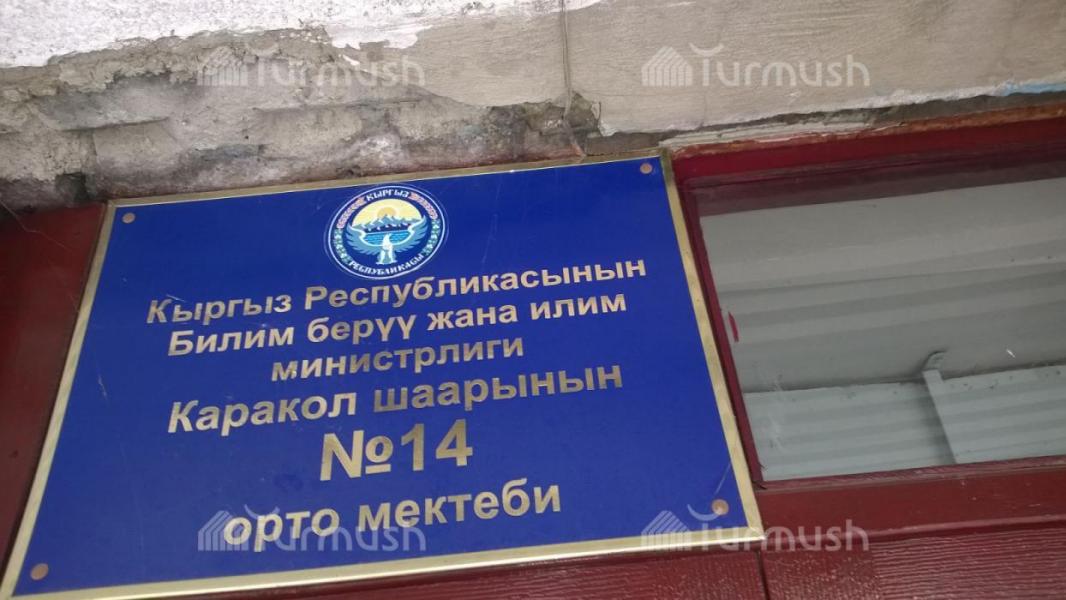 Turmush Turmush
КЫРГЫЗ
РЕСПУБЛИКАСЫ
Кыргыз Республикасынын
Билим берүү жана илим
министрлиги
Каракол шаарынын
№14
орто мектеби
Turmush Turmush